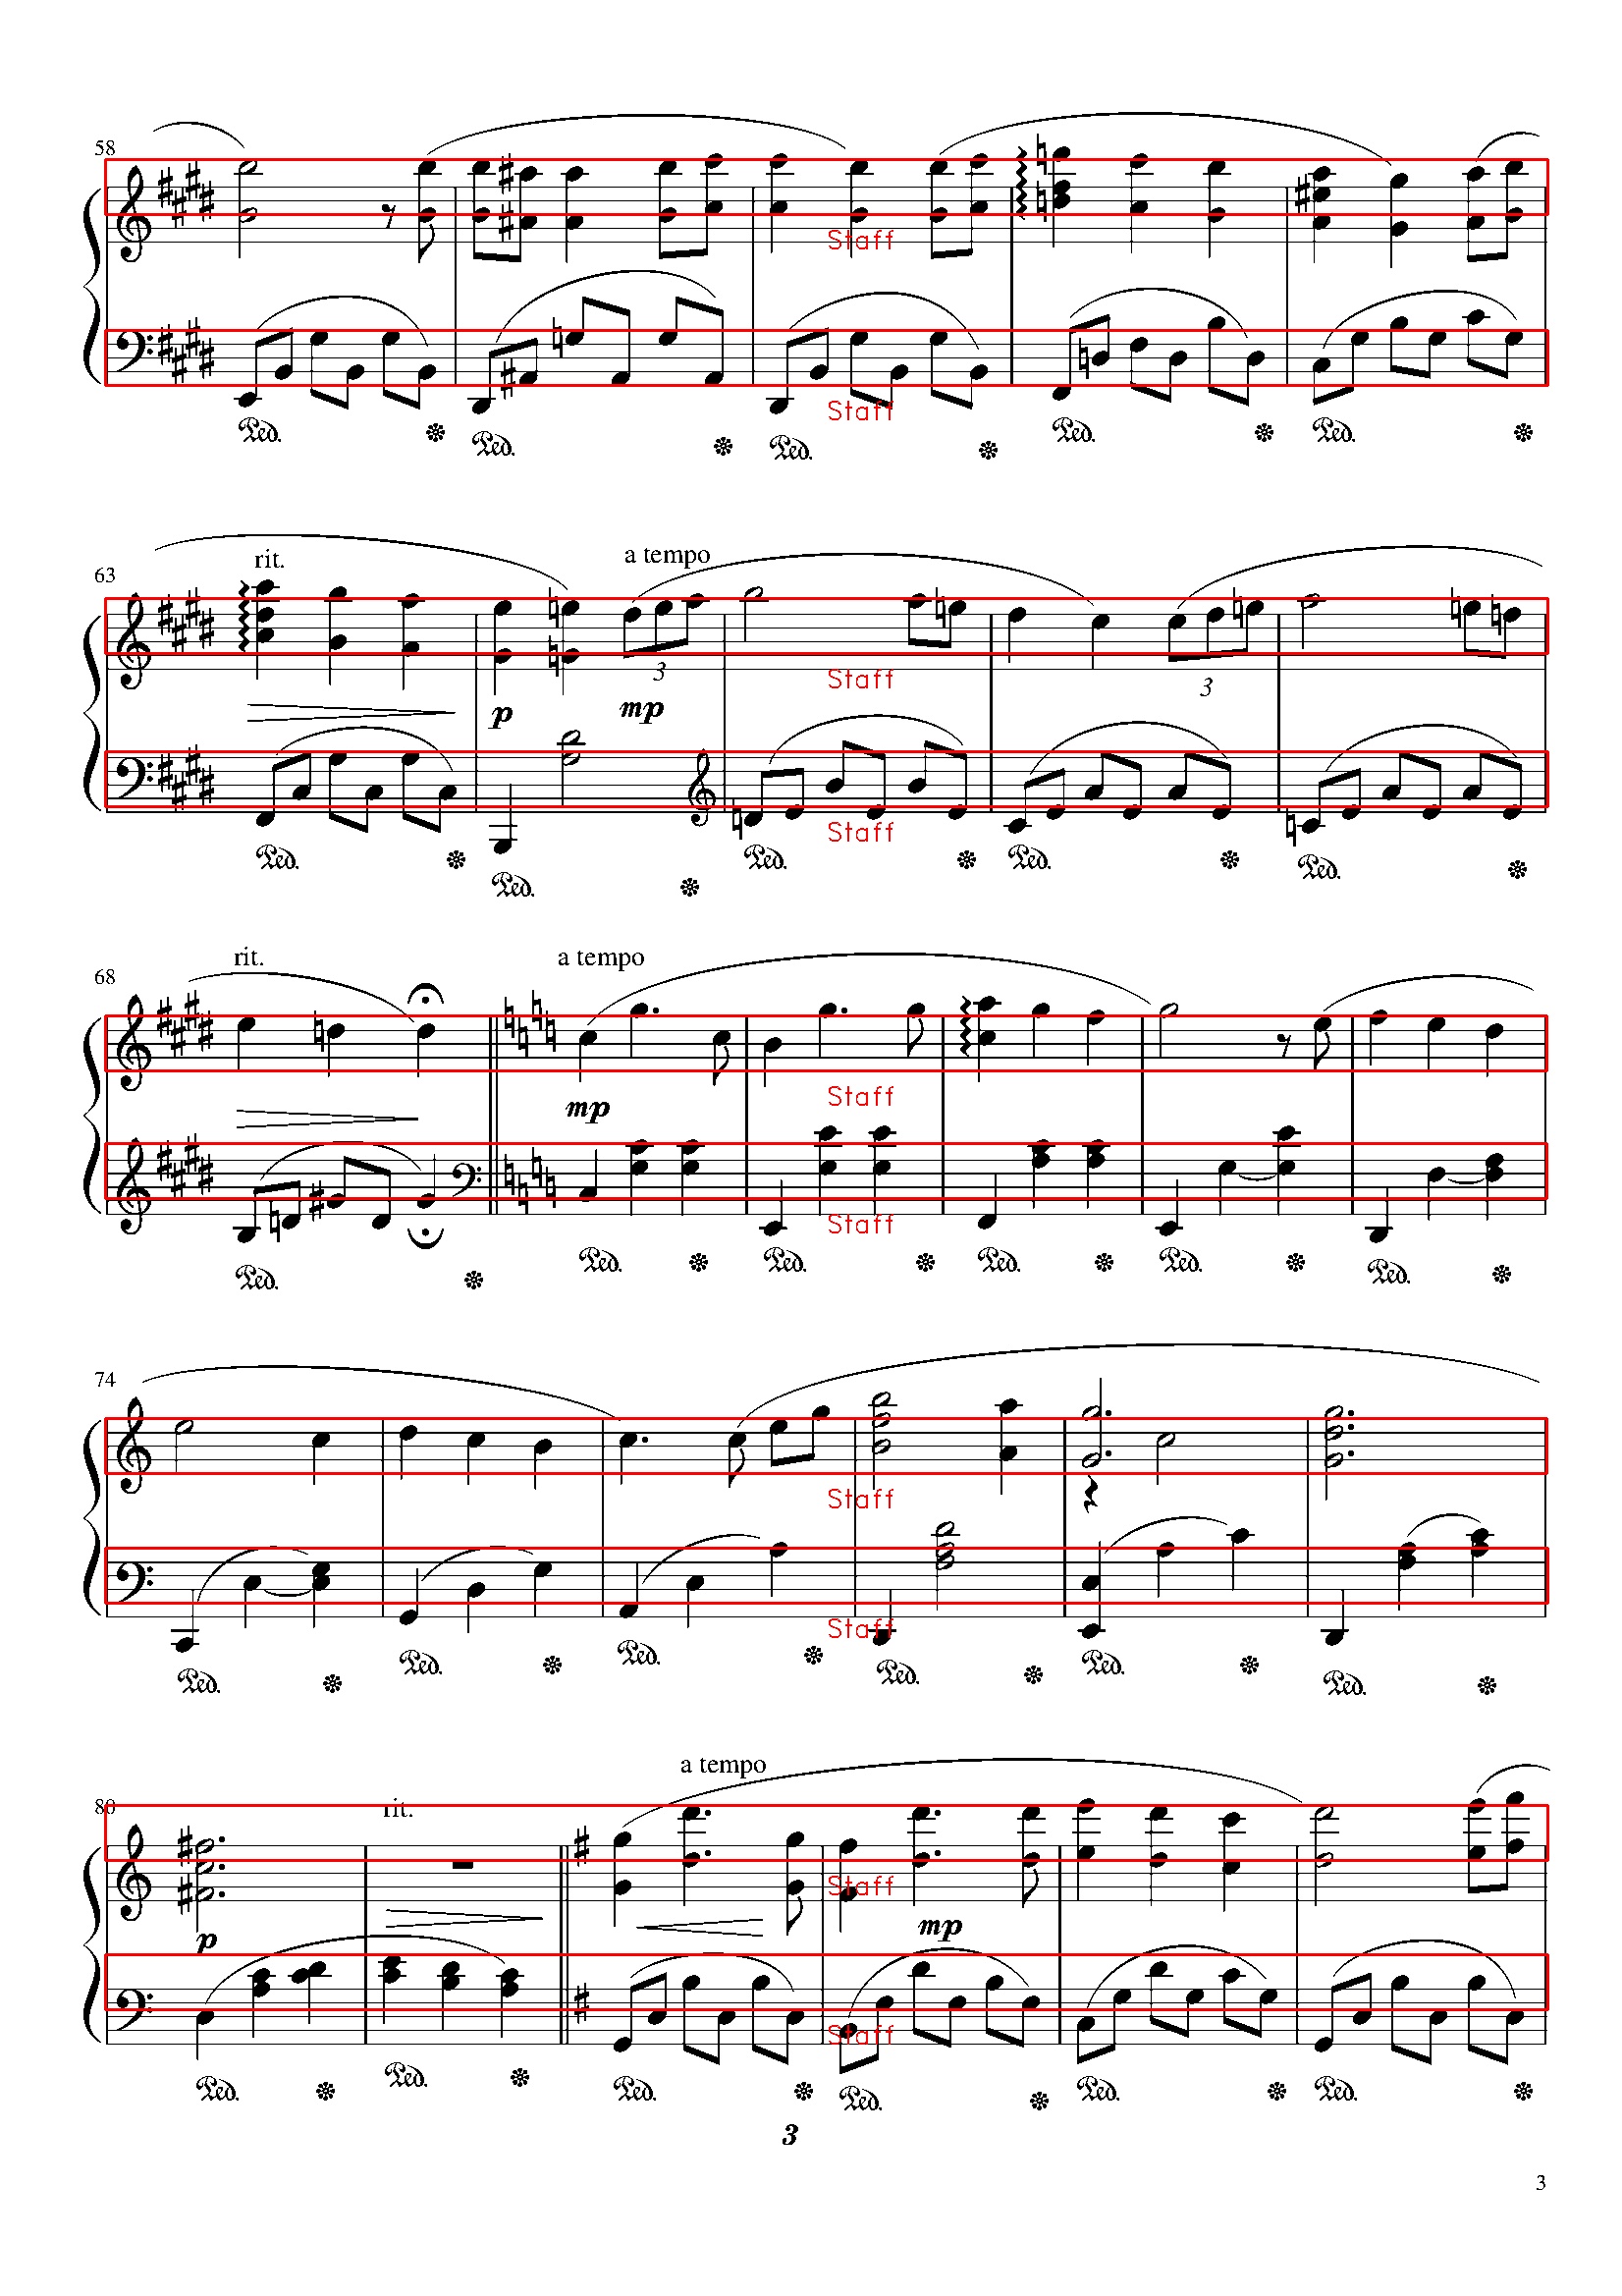 58
Staff
Staff
Ped. Ped. Ped. Ped. Ped.
rit. a tempo
63
3 3
Staff
p mp
Staff
Ped. Ped. Ped. Ped. Ped.
rit. a tempo
68
mp
Staff
Staff
Ped. Ped. Ped. Ped. Ped. Ped.
74
Staff
Staff
Ped. Ped. Ped. Ped. Ped. Ped.
a tempo
80 rit.
Staff
p mp
Staff
Ped. Ped. Ped. Ped. Ped. Ped.
3
3